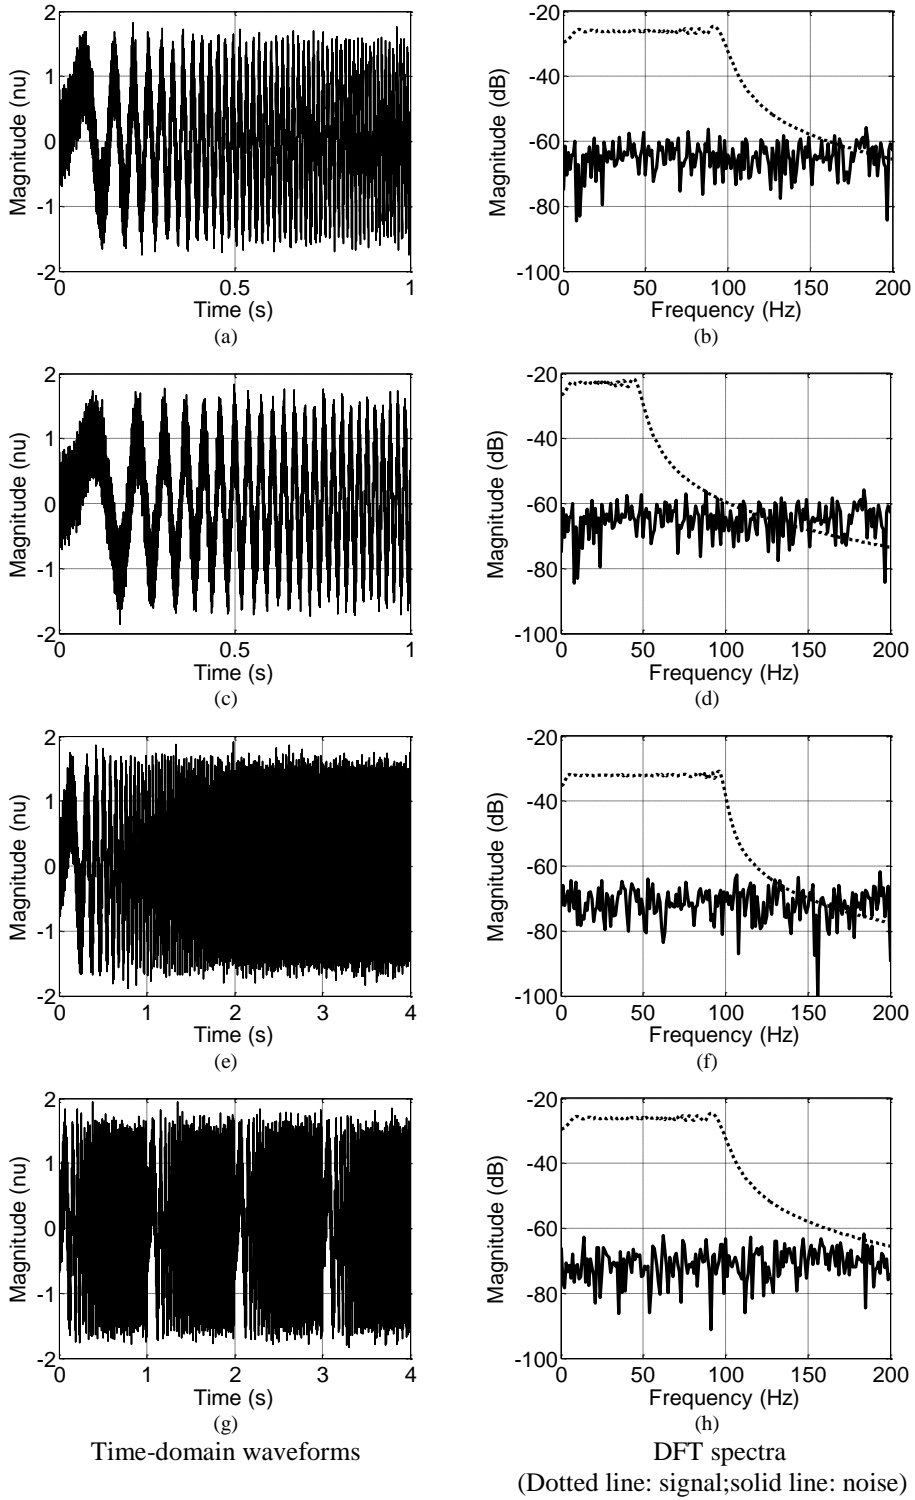 2
1
0
-1
-2
0
0.5
1
Magnitude (nu)
Time (s)
(a)
-20
-40
-60
-80
-100
0
50
100
150
200
Magnitude (dB)
Frequency (Hz)
(b)
2
1
0
-1
-2
0
0.5
1
Magnitude (nu)
Time (s)
(c)
-20
-40
-60
-80
-100
0
50
100
150
200
Magnitude (dB)
Frequency (Hz)
(d)
2
1
0
-1
-2
0
1
2
3
4
Magnitude (nu)
Time (s)
(e)
-20
-40
-60
-80
-100
0
50
100
150
200
Magnitude (dB)
Frequency (Hz)
(f)
2
1
0
-1
-2
0
1
2
3
4
Magnitude (nu)
Time (s)
(g)
-20
-40
-60
-80
-100
0
50
100
150
200
Magnitude (dB)
Frequency (Hz)
(h)
Time-domain waveforms
DFT spectra
(Dotted line: signal;solid line: noise)